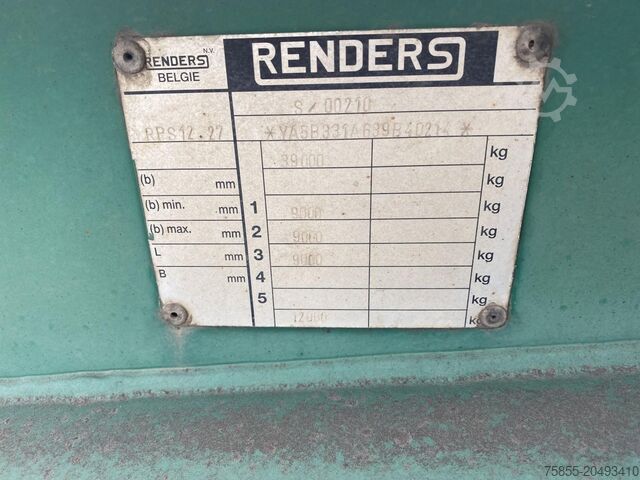 RENDERS N.V.
BELGIE
RENDERS
S/00210
RPS12.27 *YA5B331A639B40214*
39000 kg
(b) mm kg
(b) min. mm 1 9000 kg
(b) max. mm 2 9000 kg
L mm 3 9000 kg
B mm 4 kg
5 kg
12000 kg
75855-20493410